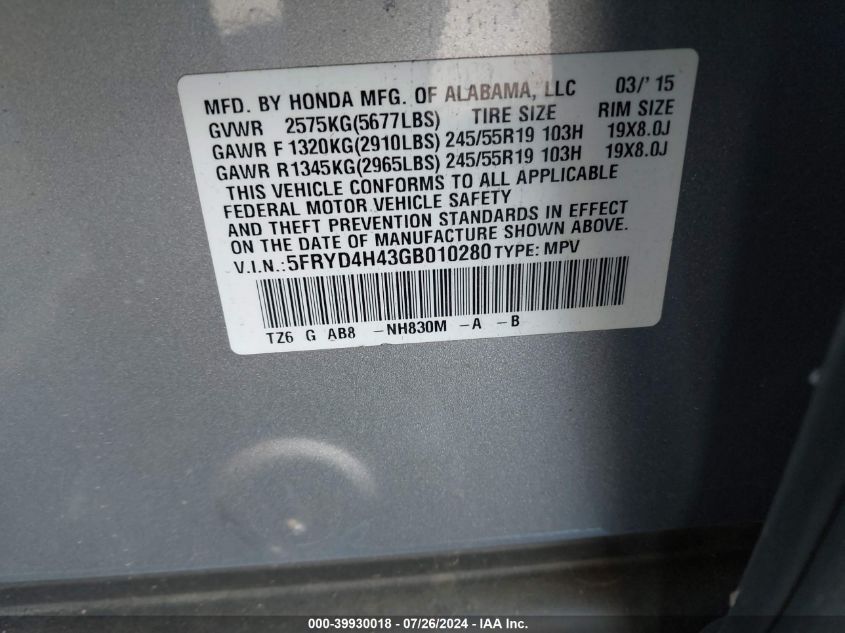 MFD. BY HONDA MFG. OF ALABAMA, LLC 03/' 15
GVWR 2575KG(5677LBS) TIRE SIZE RIM SIZE
GAWR F 1320KG(2910LBS) 245/55R19 103H 19X8.0J
GAWR R1345KG(2965LBS) 245/55R19 103H 19X8.0J
THIS VEHICLE CONFORMS TO ALL APPLICABLE
FEDERAL MOTOR VEHICLE SAFETY
AND THEFT PREVENTION STANDARDS IN EFFECT
ON THE DATE OF MANUFACTURE SHOWN ABOVE.
V.I.N.:5FRYD4H43GB010280 TYPE: MPV
TZ6 G AB8 -NH830M -A -B
000-39930018 - 07/26/2024 - IAA Inc.